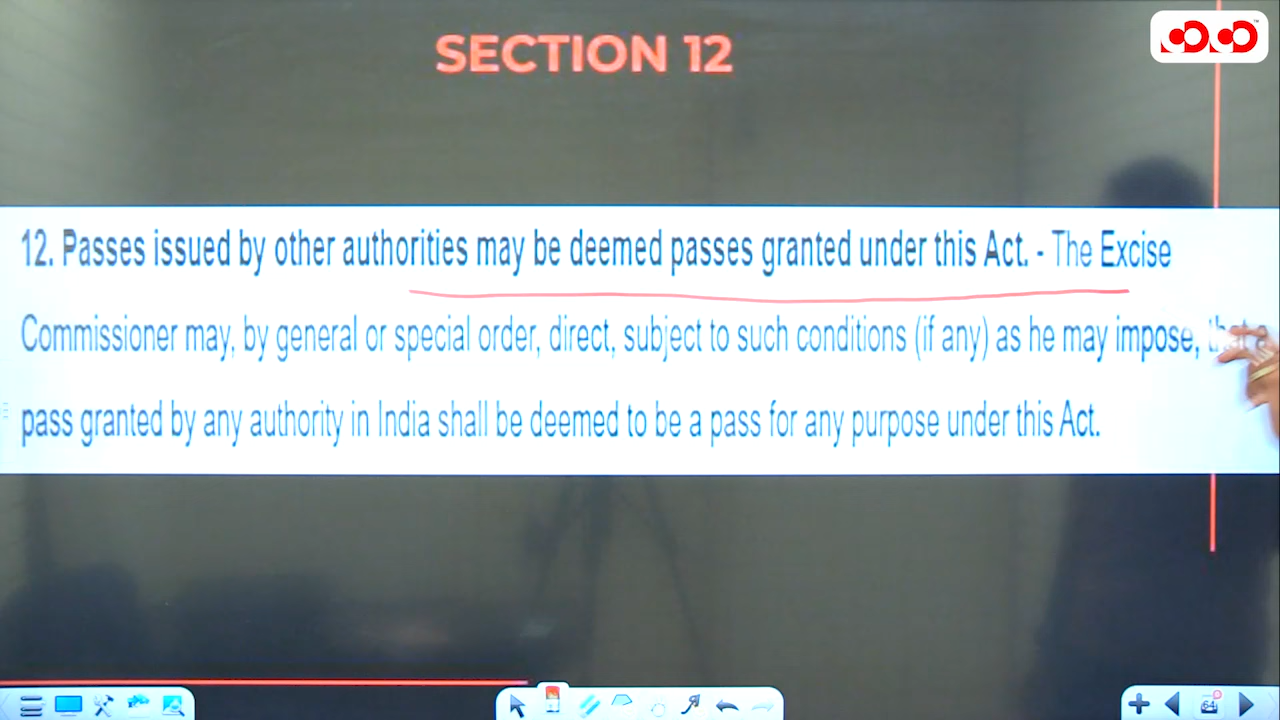 SECTION 12
12. Passes issued by other authorities may be deemed passes granted under this Act. - The Excise
Commissioner may, by general or special order, direct, subject to such conditions (if any) as he may impose, that a
pass granted by any authority in India shall be deemed to be a pass for any purpose under this Act.
64